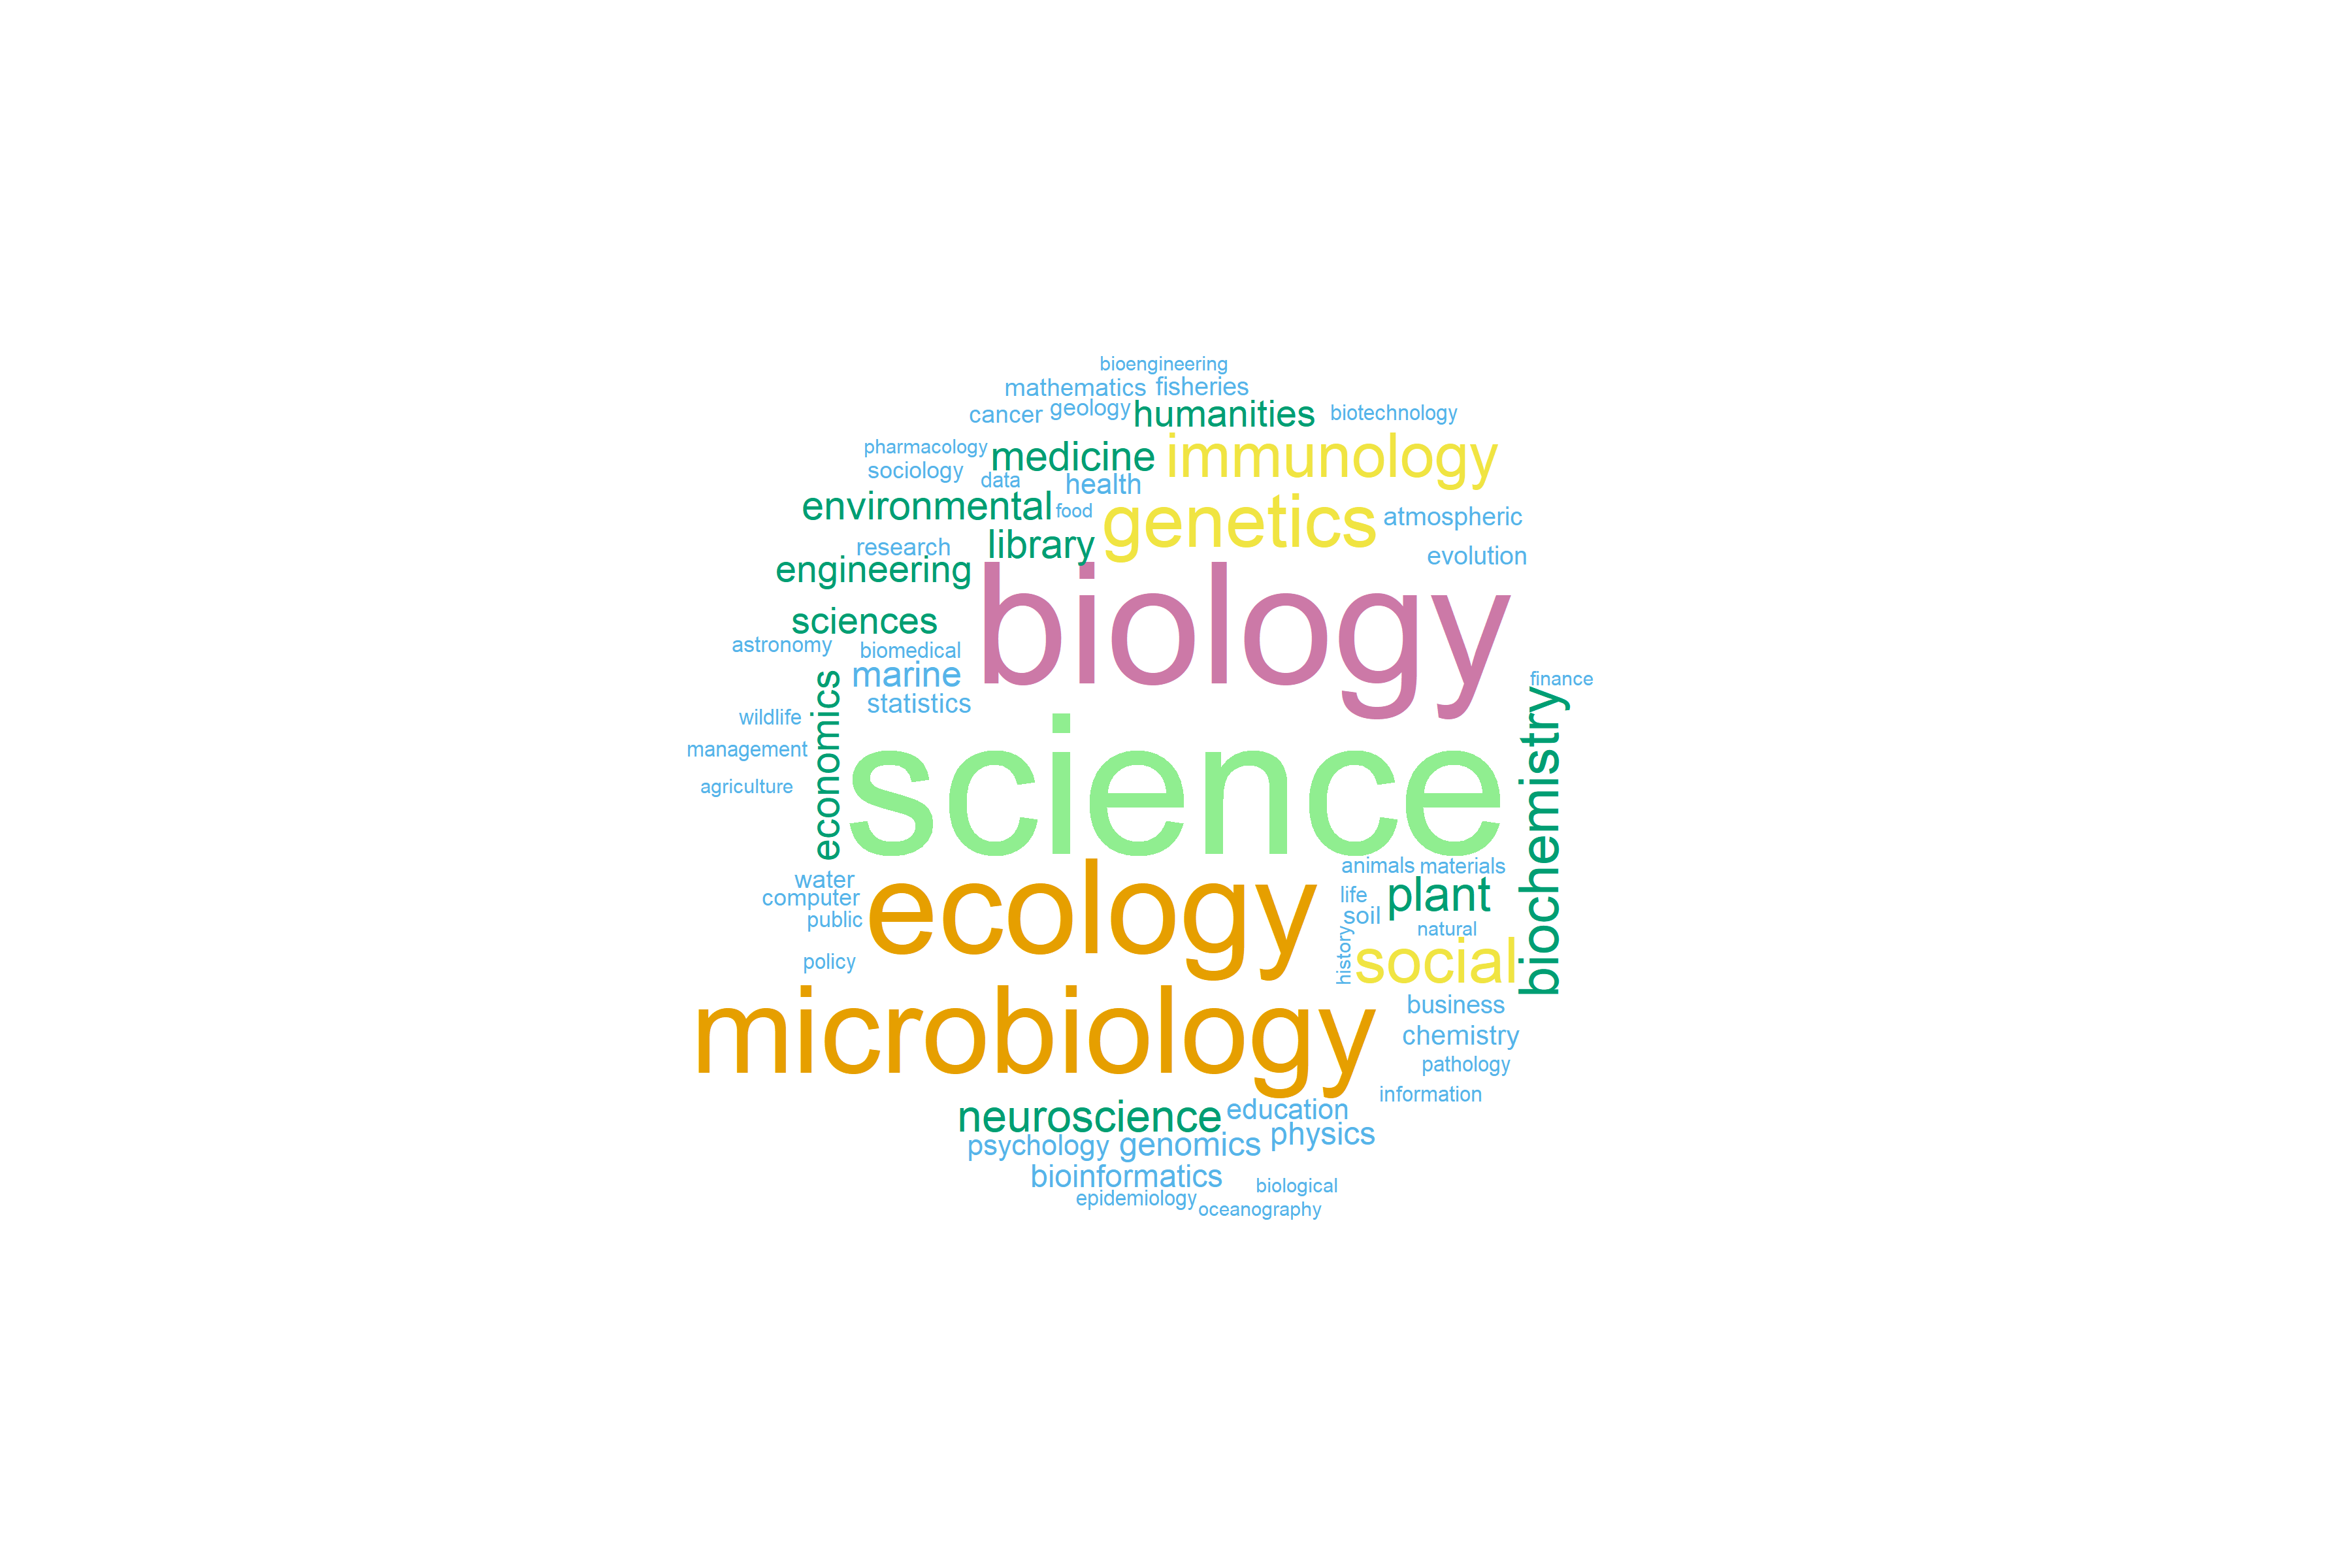 bioengineering
mathematics fisheries
cancer geology humanities biotechnology
pharmacology medicine immunology
sociology data health
environmental food genetics atmospheric
research library evolution
engineering
biology
sciences
astronomy biomedical
marine
statistics
finance
wildlife
management
agriculture
economics
science
biochemistry
animals materials
water
computer
public
ecology
life plant
soil
natural
history social
policy
business
microbiology
chemistry
pathology
information
neuroscience education
psychology genomics physics
bioinformatics
biological
epidemiology
oceanography